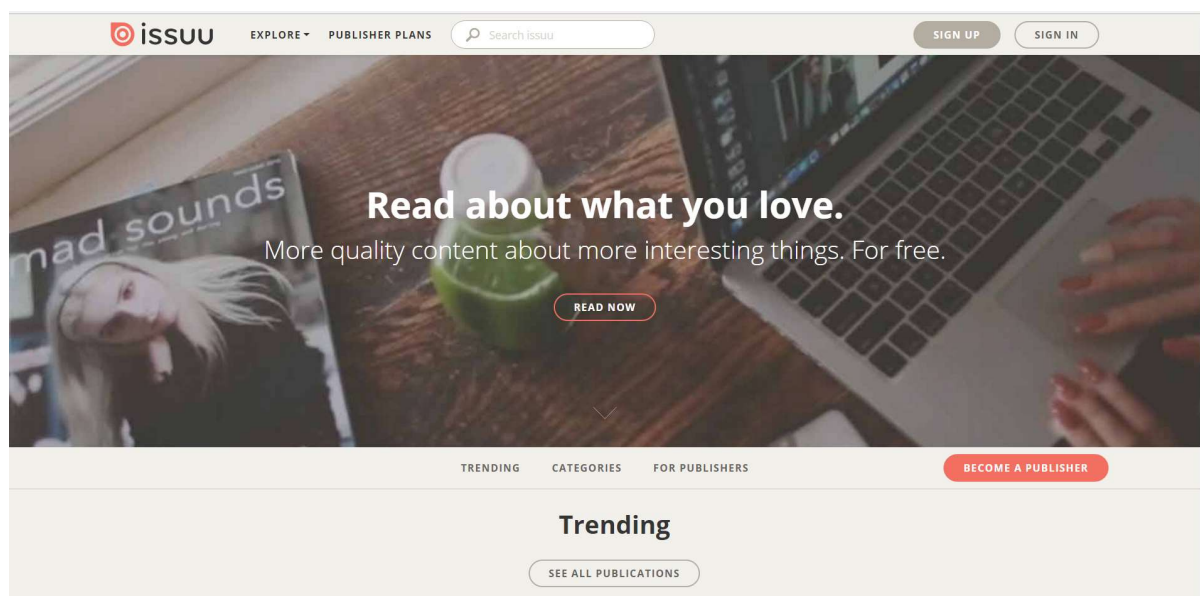 issuu EXPLORE PUBLISHER PLANS Search issuu SIGN UP SIGN IN
mad sounds
Read about what you love.
More quality content about more interesting things. For free.
READ NOW
TRENDING CATEGORIES FOR PUBLISHERS BECOME A PUBLISHER
Trending
SEE ALL PUBLICATIONS